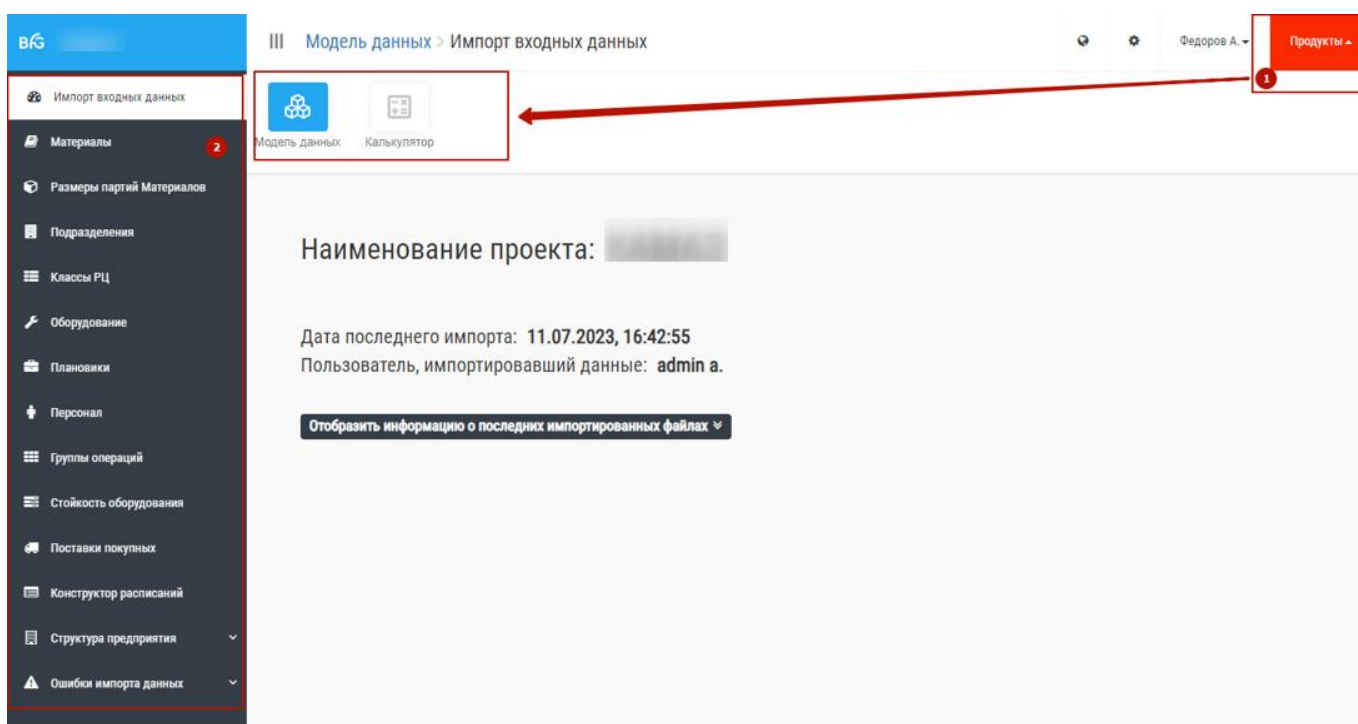 BFG
Модель данных > Импорт входных данных
Федоров А.
Продукты
1
Импорт входных данных
Материалы
2
Размеры партий Материалов
Подразделения
Классы РЦ
Оборудование
Плановики
Персонал
Группы операций
Стойкость оборудования
Поставки покупных
Конструктор расписаний
Структура предприятия
Ошибки импорта данных
Модель данных
Калькулятор
Наименование проекта:
Дата последнего импорта: 11.07.2023, 16:42:55
Пользователь, импортировавший данные: admin a.
Отобразить информацию о последних импортированных файлах